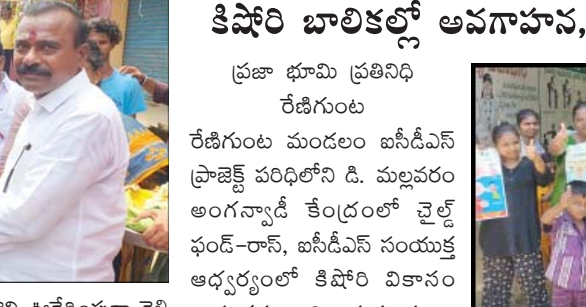 కిషోరి బాలికల్లో అవగాహన,
ప్రజా భూమి ప్రతినిధి
రేణిగుంట
రేణిగుంట మండలం ఐసీడీఎస్
ప్రాజెక్ట్ పరిధిలోని డి. మల్లవరం
అంగన్వాడీ కేంద్రంలో చైల్డ్
ఫండ్-రాస్, ఐసీడీఎస్ సంయుక్త
ఆధ్వర్యంలో కిషోరి వికాసం